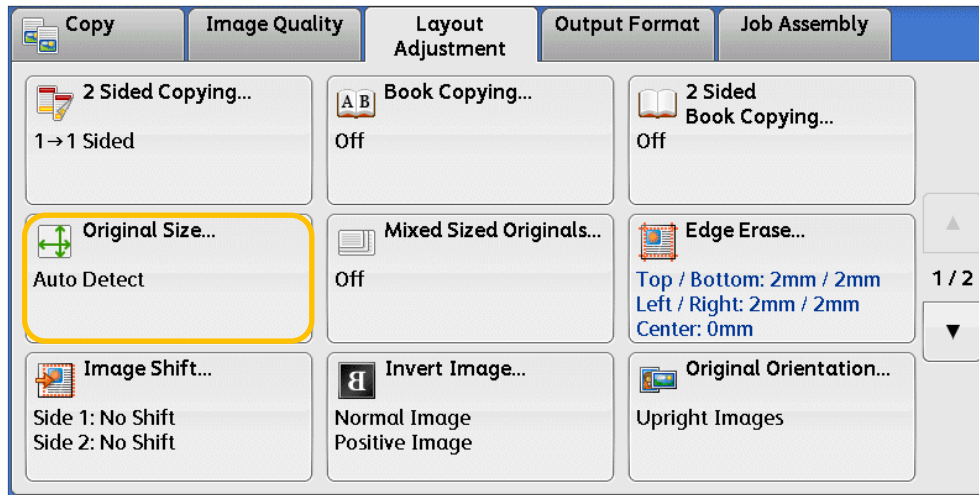 Copy
Image Quality
Layout
Adjustment
Output Format
Job Assembly
2 Sided Copying...
1→1 Sided
A B
Book Copying...
Off
2 Sided
Book Copying...
Off
Original Size...
Auto Detect
Mixed Sized Originals...
Off
Edge Erase...
Top / Bottom: 2mm / 2mm
Left / Right: 2mm / 2mm
Center: 0mm
1 / 2
Image Shift...
Side 1: No Shift
Side 2: No Shift
B
Invert Image...
Normal Image
Positive Image
Original Orientation...
Upright Images